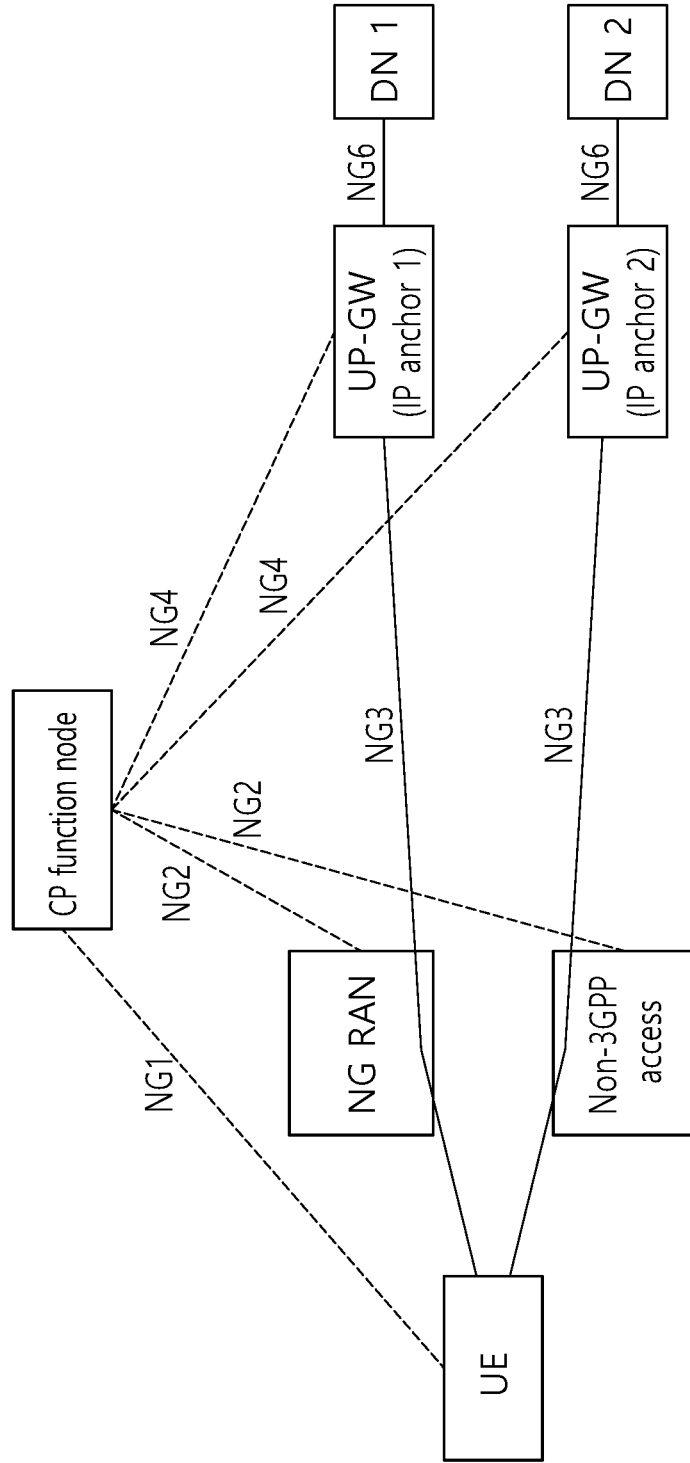 CP function node
NG1
NG2
NG2
NG4
NG4
NG RAN
NG3
UP-GW
(IP anchor 1)
NG6
DN 1
UE
Non-3GPP
access
NG3
UP-GW
(IP anchor 2)
NG6
DN 2